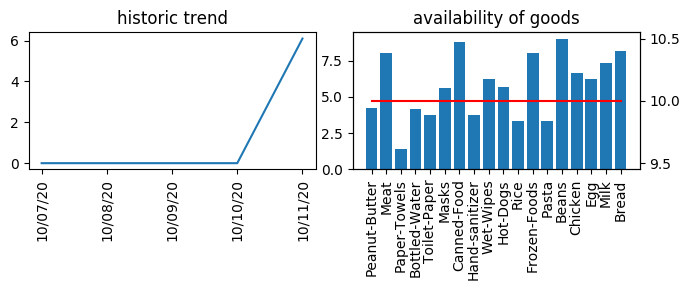 historic trend
6
4
2
0
10/07/20
10/08/20
10/09/20
10/10/20
10/11/20
availability of goods
7.5
5.0
2.5
0.0
10.5
10.0
9.5
Peanut-Butter
Meat
Paper-Towels
Bottled-Water
Toilet-Paper
Masks
Canned-Food
Hand-sanitizer
Wet-Wipes
Hot-Dogs
Rice
Frozen-Foods
Pasta
Beans
Chicken
Egg
Milk
Bread